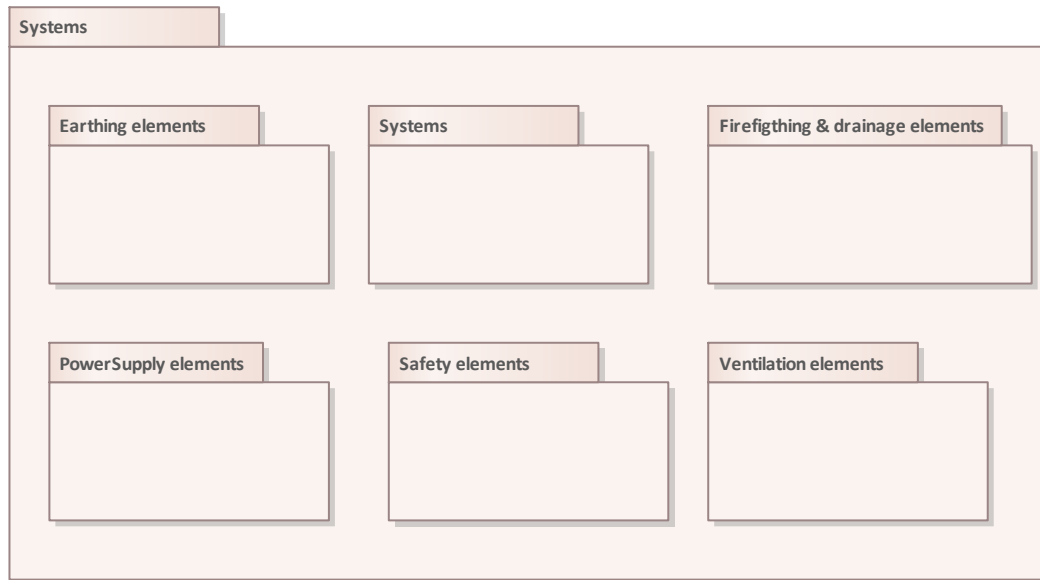 Systems
Earthing elements
Systems
Firefigthing & drainage elements
PowerSupply elements
Safety elements
Ventilation elements